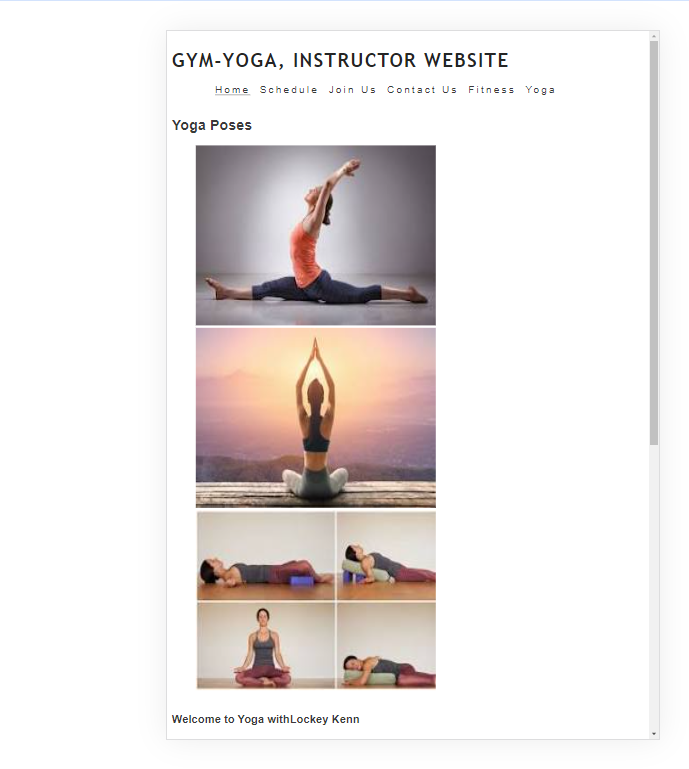 GYM-YOGA, INSTRUCTOR WEBSITE
Home Schedule Join Us Contact Us Fitness Yoga
Yoga Poses
Welcome to Yoga withLockey Kenn